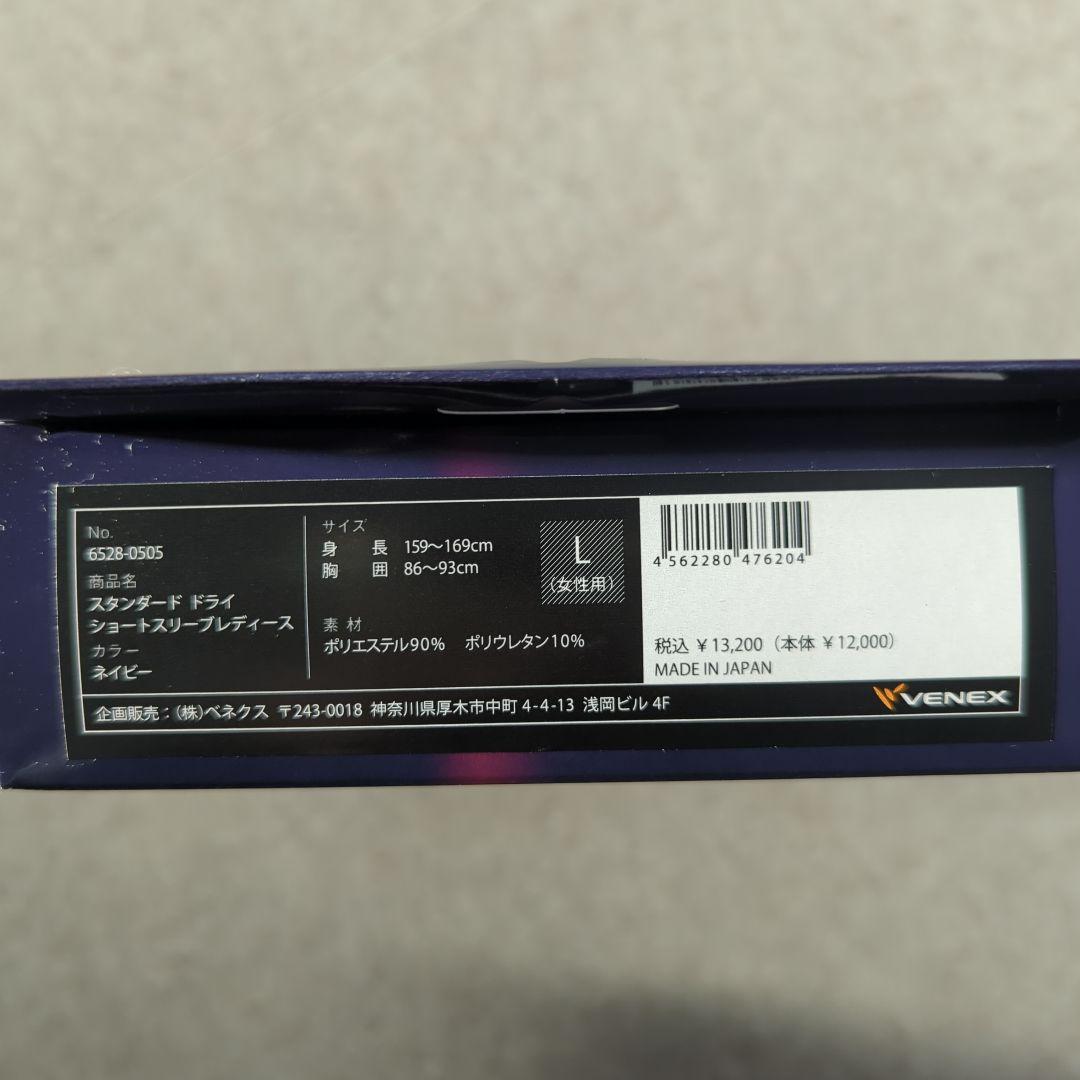 No.
6528-0505
商品名
スタンダード ドライ
ショートスリーブレディース
カラー
ネイビー
サイズ
身 長 159〜169cm
胸 囲 86〜93cm
L
(女性用)
素 材
ポリエステル90% ポリウレタン10%
4 562280 476204
税込 ¥13,200 (本体 ¥12,000)
MADE IN JAPAN
企画販売:(株)ベネクス 〒243-0018 神奈川県厚木市中町 4-4-13 浅岡ビル 4F
VENEX